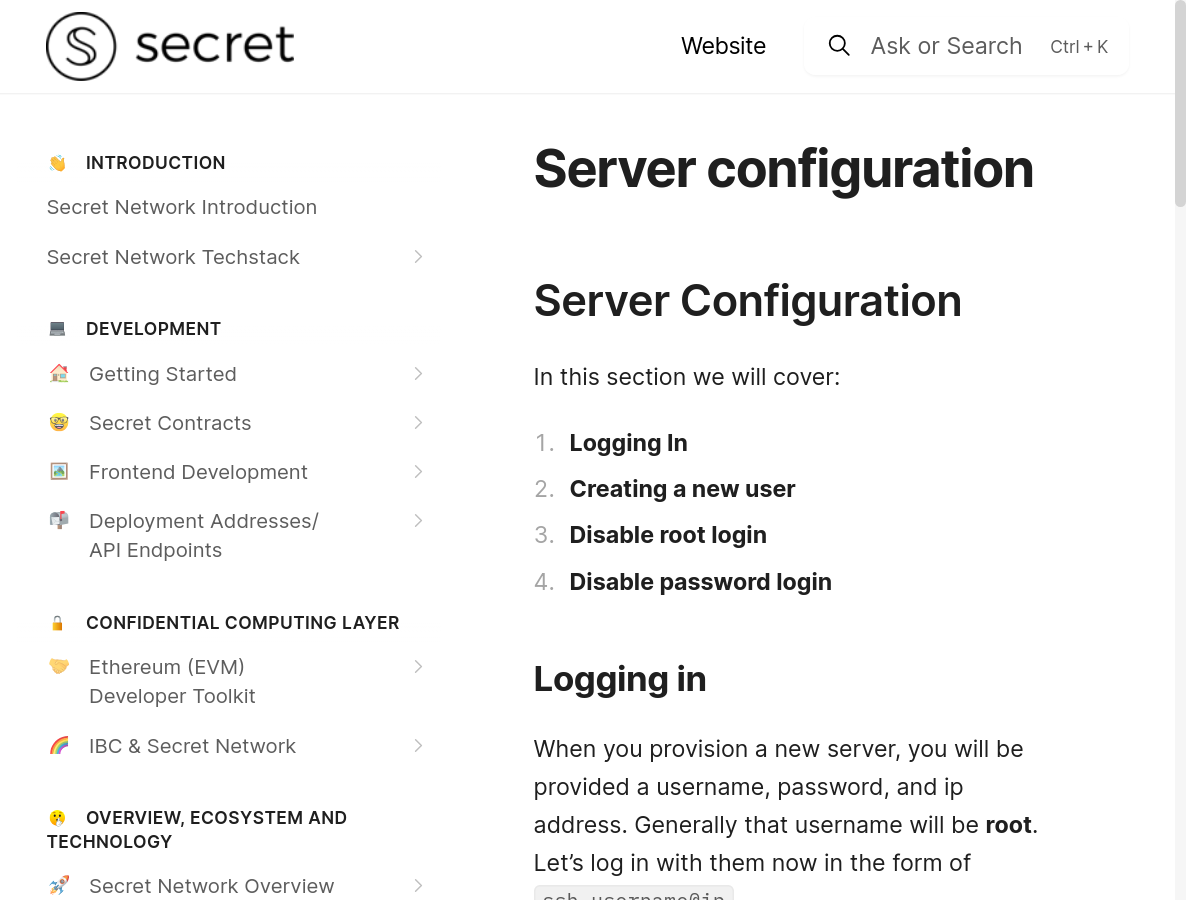 secret
Website
Ask or Search
Ctrl + K
INTRODUCTION
Secret Network Introduction
Secret Network Techstack
DEVELOPMENT
Getting Started
Secret Contracts
Frontend Development
Deployment Addresses/
API Endpoints
CONFIDENTIAL COMPUTING LAYER
Ethereum (EVM)
Developer Toolkit
IBC & Secret Network
OVERVIEW, ECOSYSTEM AND
TECHNOLOGY
Secret Network Overview
Server configuration
Server Configuration
In this section we will cover:
1. Logging In
2. Creating a new user
3. Disable root login
4. Disable password login
Logging in
When you provision a new server, you will be
provided a username, password, and ip
address. Generally that username will be root.
Let’s log in with them now in the form of
ssh username@ip